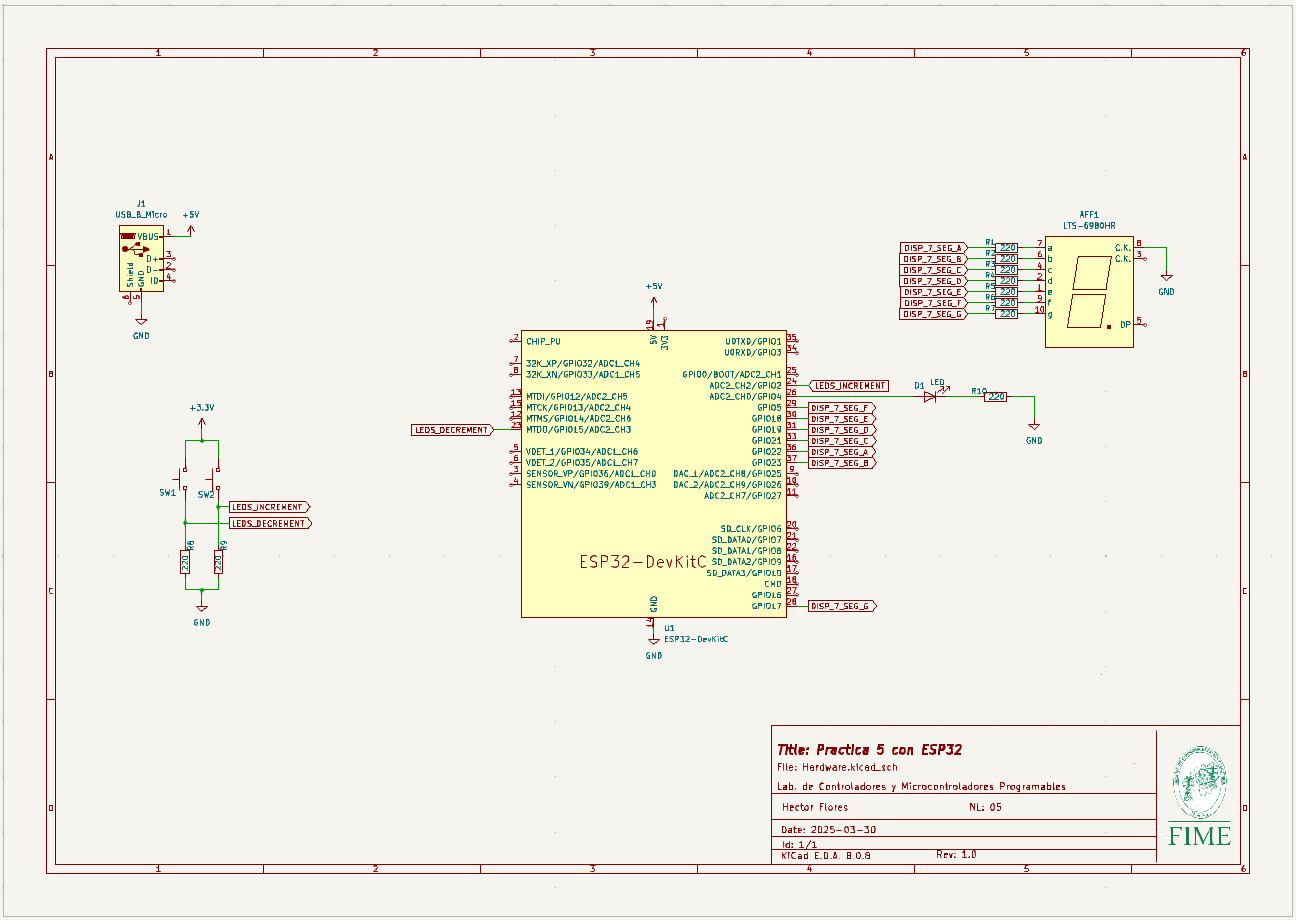 1 2 3 4 5 6
A
A
J1
USB_B_Micro
+5V
VBUS 1
D+ 3
D- 2
ID 4
Shield
GND
6 5
GND
AFF1
LTS-6980HR
DISP_7_SEG_A R1 220 7 a
DISP_7_SEG_B R2 220 6 b
DISP_7_SEG_C R3 220 4 c
DISP_7_SEG_D R4 220 2 d
DISP_7_SEG_E R5 220 1 e
DISP_7_SEG_F R6 220 9 f
DISP_7_SEG_G R7 220 10 g
C.K. 8
C.K. 3
DP 5
GND
B
B
+5V
19 1
5V 3V3
2 CHIP_PU
7 32K_XP/GPIO32/ADC1_CH4
8 32K_XN/GPIO33/ADC1_CH5
13 MTDI/GPIO12/ADC2_CH5
15 MTCK/GPIO13/ADC2_CH4
12 MTMS/GPIO14/ADC2_CH6
LEDS_DECREMENT 23 MTDO/GPIO15/ADC2_CH3
5 VDET_1/GPIO34/ADC1_CH6
6 VDET_2/GPIO35/ADC1_CH7
3 SENSOR_VP/GPIO36/ADC1_CH0
4 SENSOR_VN/GPIO39/ADC1_CH3
U0TXD/GPIO1 35
U0RXD/GPIO3 34
GPIO0/BOOT/ADC2_CH1 25
ADC2_CH2/GPIO2 24 LEDS_INCREMENT
ADC2_CH0/GPIO4 26
GPIO5 29 DISP_7_SEG_F
GPIO18 30 DISP_7_SEG_E
GPIO19 31 DISP_7_SEG_D
GPIO21 33 DISP_7_SEG_C
GPIO22 36 DISP_7_SEG_A
GPIO23 37 DISP_7_SEG_B
DAC_1/ADC2_CH8/GPIO25 9
DAC_2/ADC2_CH9/GPIO26 10
ADC2_CH7/GPIO27 11
SD_CLK/GPIO6 20
SD_DATA0/GPIO7 21
SD_DATA1/GPIO8 22
SD_DATA2/GPIO9 16
SD_DATA3/GPIO10 17
CMD 18
GPIO16 27
GPIO17 28 DISP_7_SEG_G
ESP32-DevKitC
GND
14
U1
ESP32-DevKitC
GND
D1 LED
R10
220
GND
+3.3V
SW1 SW2
LEDS_INCREMENT
LEDS_DECREMENT
R8 R9
220 220
GND
C
C
D
D
Title: Practica 5 con ESP32
File: Hardware.kicad_sch
Lab. de Controladores y Microcontroladores Programables
Hector Flores NL: 05
Date: 2025-03-30
Id: 1/1
KiCad E.D.A. 8.0.8 Rev: 1.0
FIME
1 2 3 4 5 6